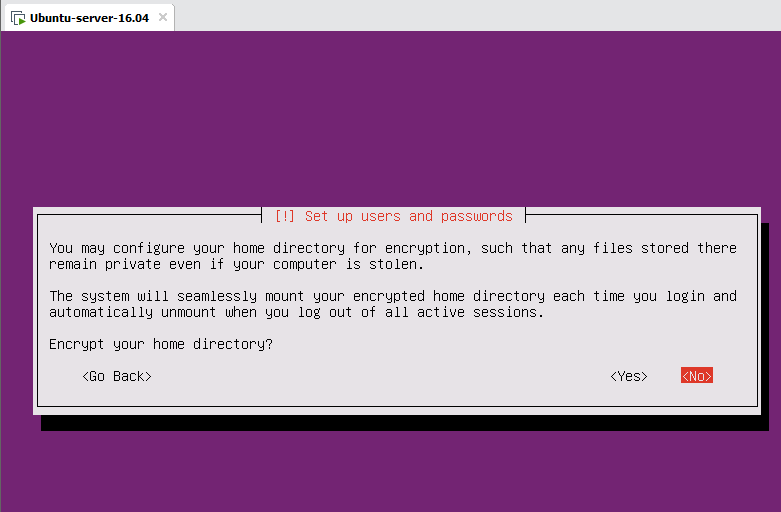 Ubuntu-server-16.04
[!] Set up users and passwords
You may configure your home directory for encryption, such that any files stored there
remain private even if your computer is stolen.
The system will seamlessly mount your encrypted home directory each time you login and
automatically unmount when you log out of all active sessions.
Encrypt your home directory?
<Go Back> <Yes> <No>